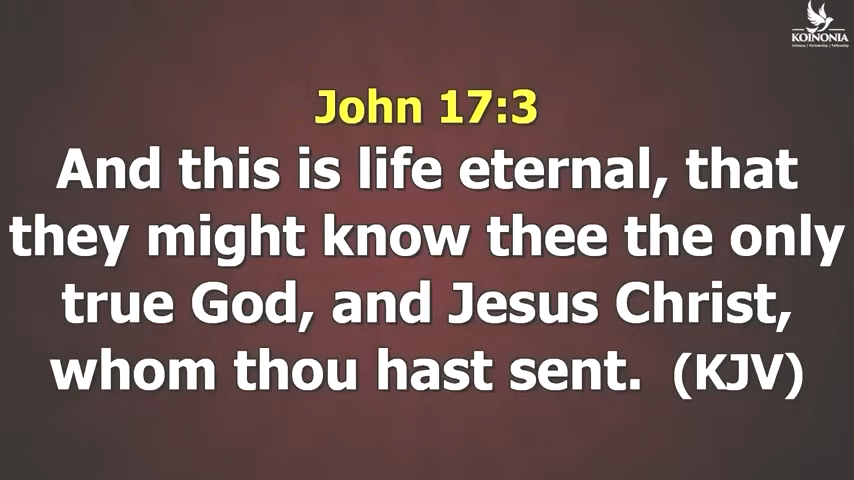 KOINONIA
John 17:3
And this is life eternal, that
they might know thee the only
true God, and Jesus Christ,
whom thou hast sent. (KJV)